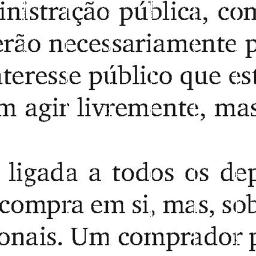 nistração pública, com
erão necessariamente p
nteresse público que est
m agir livremente, mas
ligada a todos os dep
compra em si, mas, sob
onais. Um comprador p